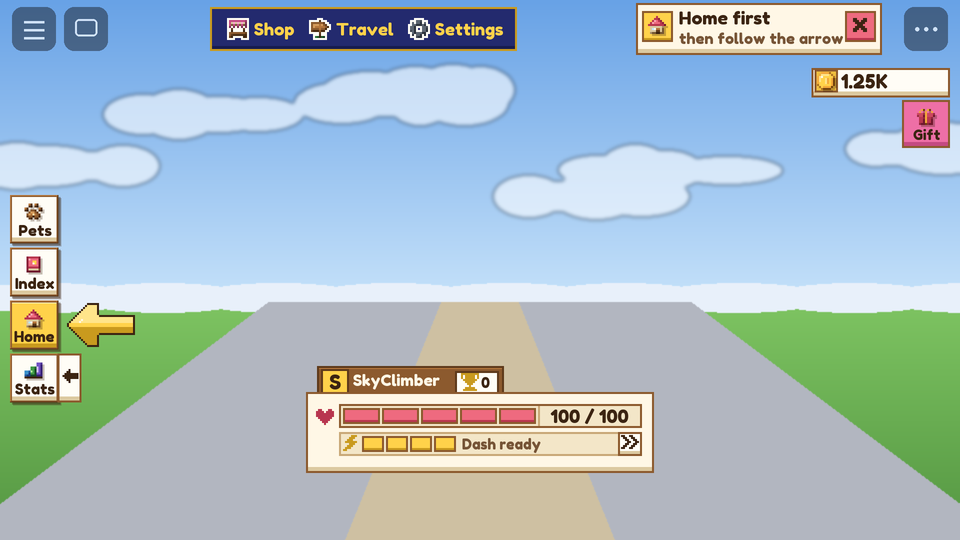 Shop Travel Settings
Home first
then follow the arrow
1.25K
Gift
Pets
Index
Home
Stats
S SkyClimber 0
100 / 100
Dash ready